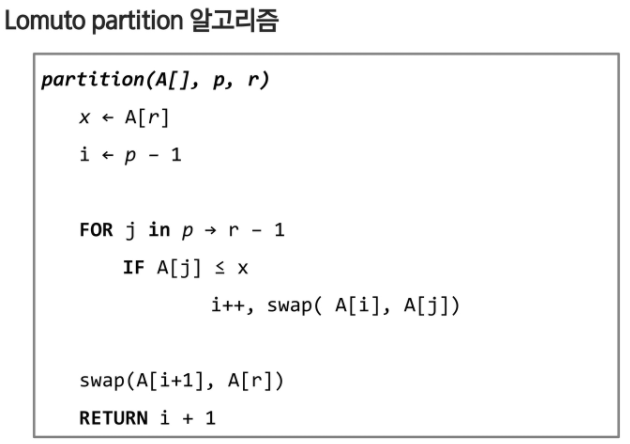 Lomuto partition 알고리즘
partition(A[], p, r)
x ← A[r]
i ← p - 1
FOR j in p → r - 1
IF A[j] ≤ x
i++, swap( A[i], A[j])
swap(A[i+1], A[r])
RETURN i + 1